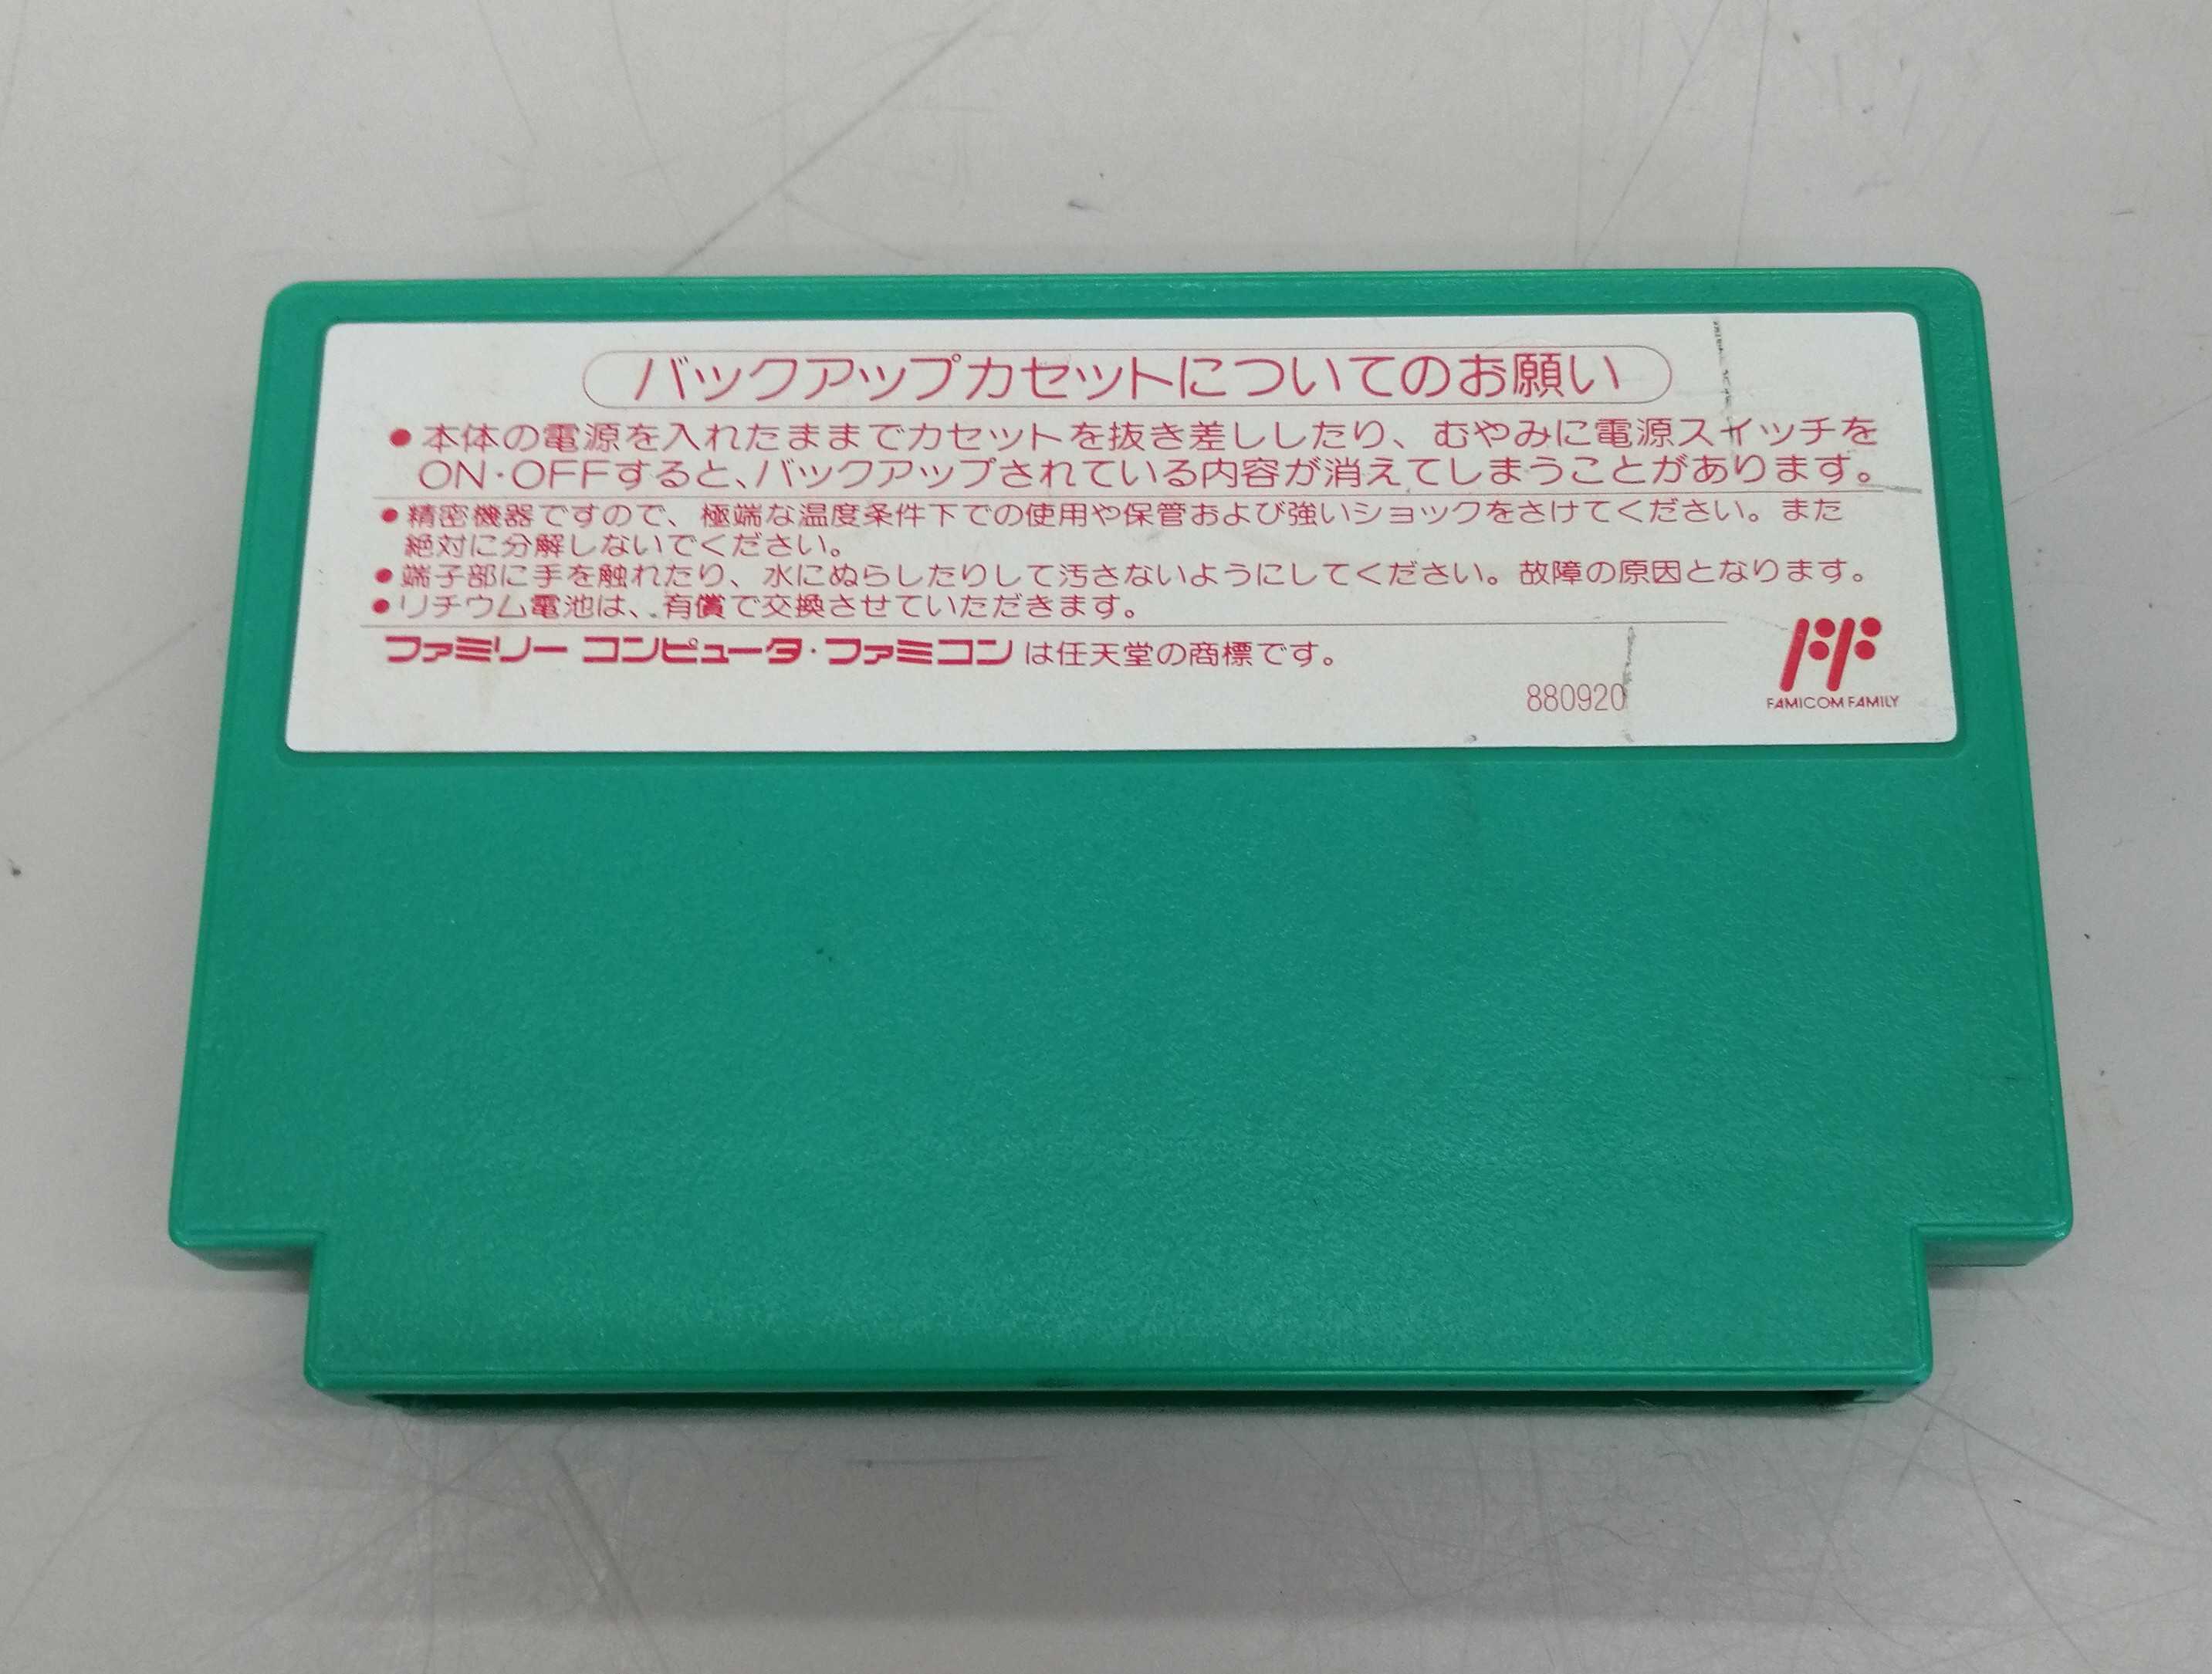 バックアップカセットについてのお願い
●本体の電源を入れたままでカセットを抜き差ししたり、むやみに電源スイッチを
ON・OFFすると、バックアップされている内容が消えてしまうことがあります。
●精密機器ですので、極端な温度条件下での使用や保管および強いショックをさけてください。また
絶対に分解しないでください。
●端子部に手を触れたり、水にぬらしたりして汚さないようにしてください。故障の原因となります。
●リチウム電池は、有償で交換させていただきます。
ファミリー コンピュータ・ファミコンは任天堂の商標です。
880920
FAMICOM FAMILY